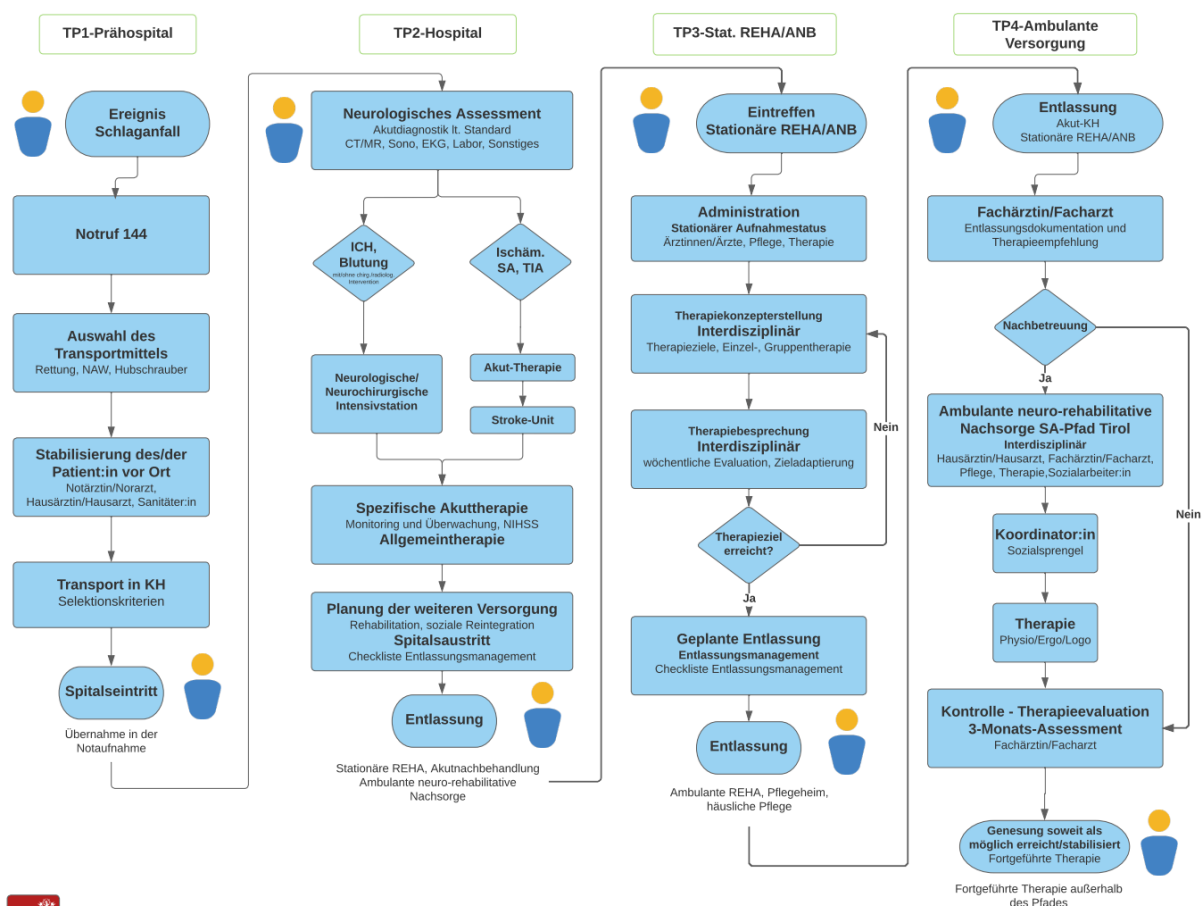 TP1-Prähospital
Ereignis
Schlaganfall
Notruf 144
Auswahl des
Transportmittels
Rettung, NAW, Hubschrauber
Stabilisierung des/der
Patient:in vor Ort
Notärztin/Norarzt,
Hausärztin/Hausarzt, Sanitäter:in
Transport in KH
Selektionskriterien
Spitalseintritt
Übernahme in der
Notaufnahme
TP2-Hospital
Neurologisches Assessment
Akutdiagnostik lt. Standard
CT/MR, Sono, EKG, Labor, Sonstiges
ICH,
Blutung
mit/ohne chirg./radiolog.
Intervention
Ischäm.
SA, TIA
Neurologische/
Neurochirurgische
Intensivstation
Akut-Therapie
Stroke-Unit
Spezifische Akuttherapie
Monitoring und Überwachung, NIHSS
Allgemeintherapie
Planung der weiteren Versorgung
Rehabilitation, soziale Reintegration
Spitalsaustritt
Checkliste Entlassungsmanagement
Entlassung
Stationäre REHA, Akutnachbehandlung
Ambulante neuro-rehabilitative
Nachsorge
TP3-Stat. REHA/ANB
Eintreffen
Stationäre REHA/ANB
Administration
Stationärer Aufnahmestatus
Ärztinnen/Ärzte, Pflege, Therapie
Therapiekonzepterstellung
Interdisziplinär
Therapieziele, Einzel-, Gruppentherapie
Therapiebesprechung
Interdisziplinär
wöchentliche Evaluation, Zieladaptierung
Nein
Therapieziel
erreicht?
Ja
Geplante Entlassung
Entlassungsmanagement
Checkliste Entlassungsmanagement
Entlassung
Ambulante REHA, Pflegeheim,
häusliche Pflege
TP4-Ambulante
Versorgung
Entlassung
Akut-KH
Stationäre REHA/ANB
Fachärztin/Facharzt
Entlassungsdokumentation und
Therapieempfehlung
Nachbetreuung
Ja
Ambulante neuro-rehabilitative
Nachsorge SA-Pfad Tirol
Interdisziplinär
Hausärztin/Hausarzt, Fachärztin/Facharzt,
Pflege, Therapie,Sozialarbeiter:in
Nein
Koordinator:in
Sozialsprengel
Therapie
Physio/Ergo/Logo
Kontrolle - Therapieevaluation
3-Monats-Assessment
Fachärztin/Facharzt
Genesung soweit als
möglich erreicht/stabilisiert
Fortgeführte Therapie
Fortgeführte Therapie außerhalb
des Pfades